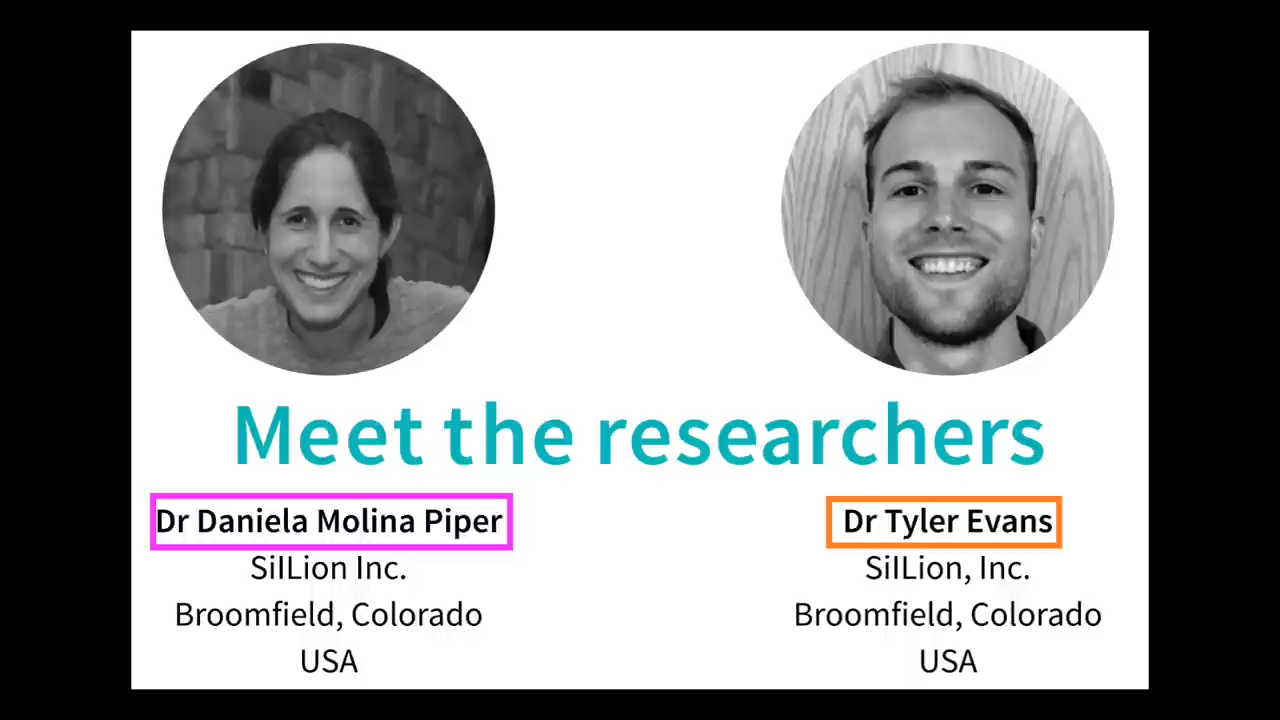 Meet the researchers
Dr Daniela Molina Piper
SilLion Inc.
Broomfield, Colorado
USA
Dr Tyler Evans
SilLion, Inc.
Broomfield, Colorado
USA